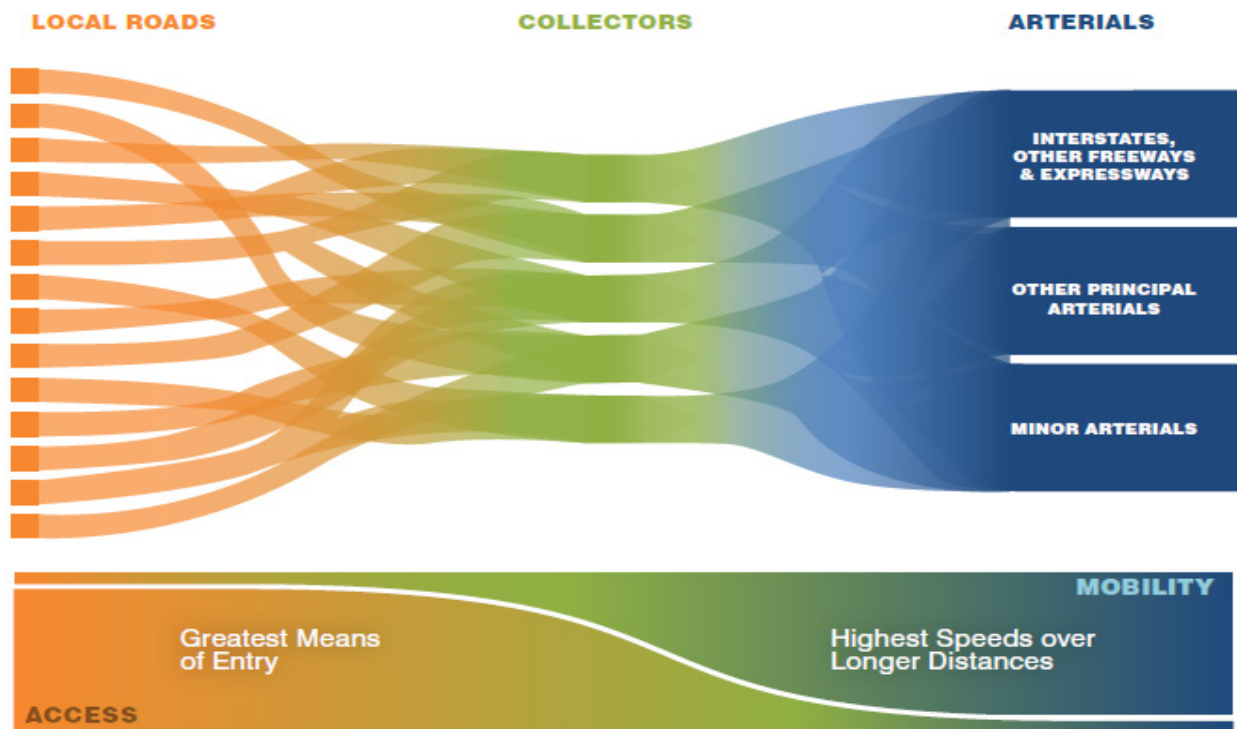 LOCAL ROADS
COLLECTORS
ARTERIALS
INTERSTATES,
OTHER FREEWAYS
& EXPRESSWAYS
OTHER PRINCIPAL
ARTERIALS
MINOR ARTERIALS
MOBILITY
Greatest Means
of Entry
Highest Speeds over
Longer Distances
ACCESS